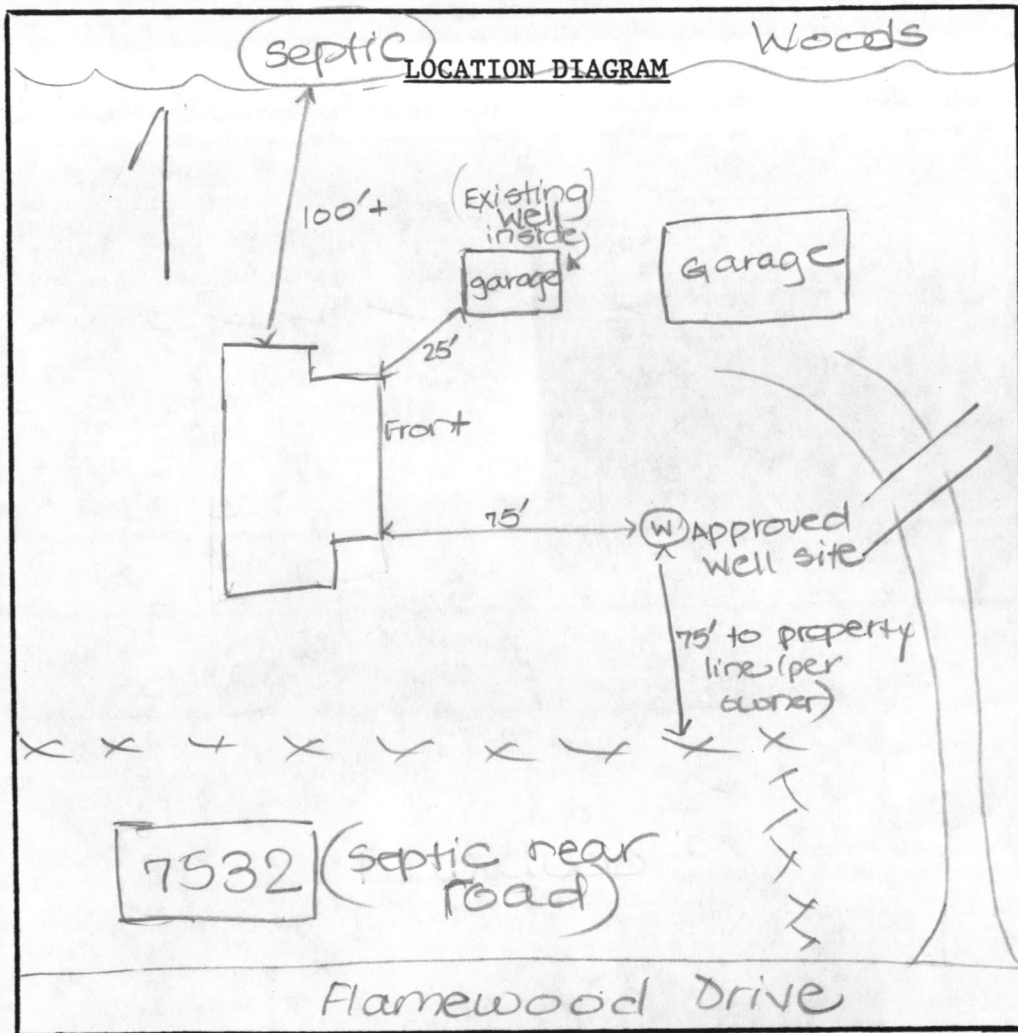 Septic
Woods
LOCATION DIAGRAM
100'+
(Existing
well
inside)
garage
Garage
25'
Front
75'
W
Approved
well site
75' to property
line (per
owner)
7532
(septic near
road)
Flamewood Drive